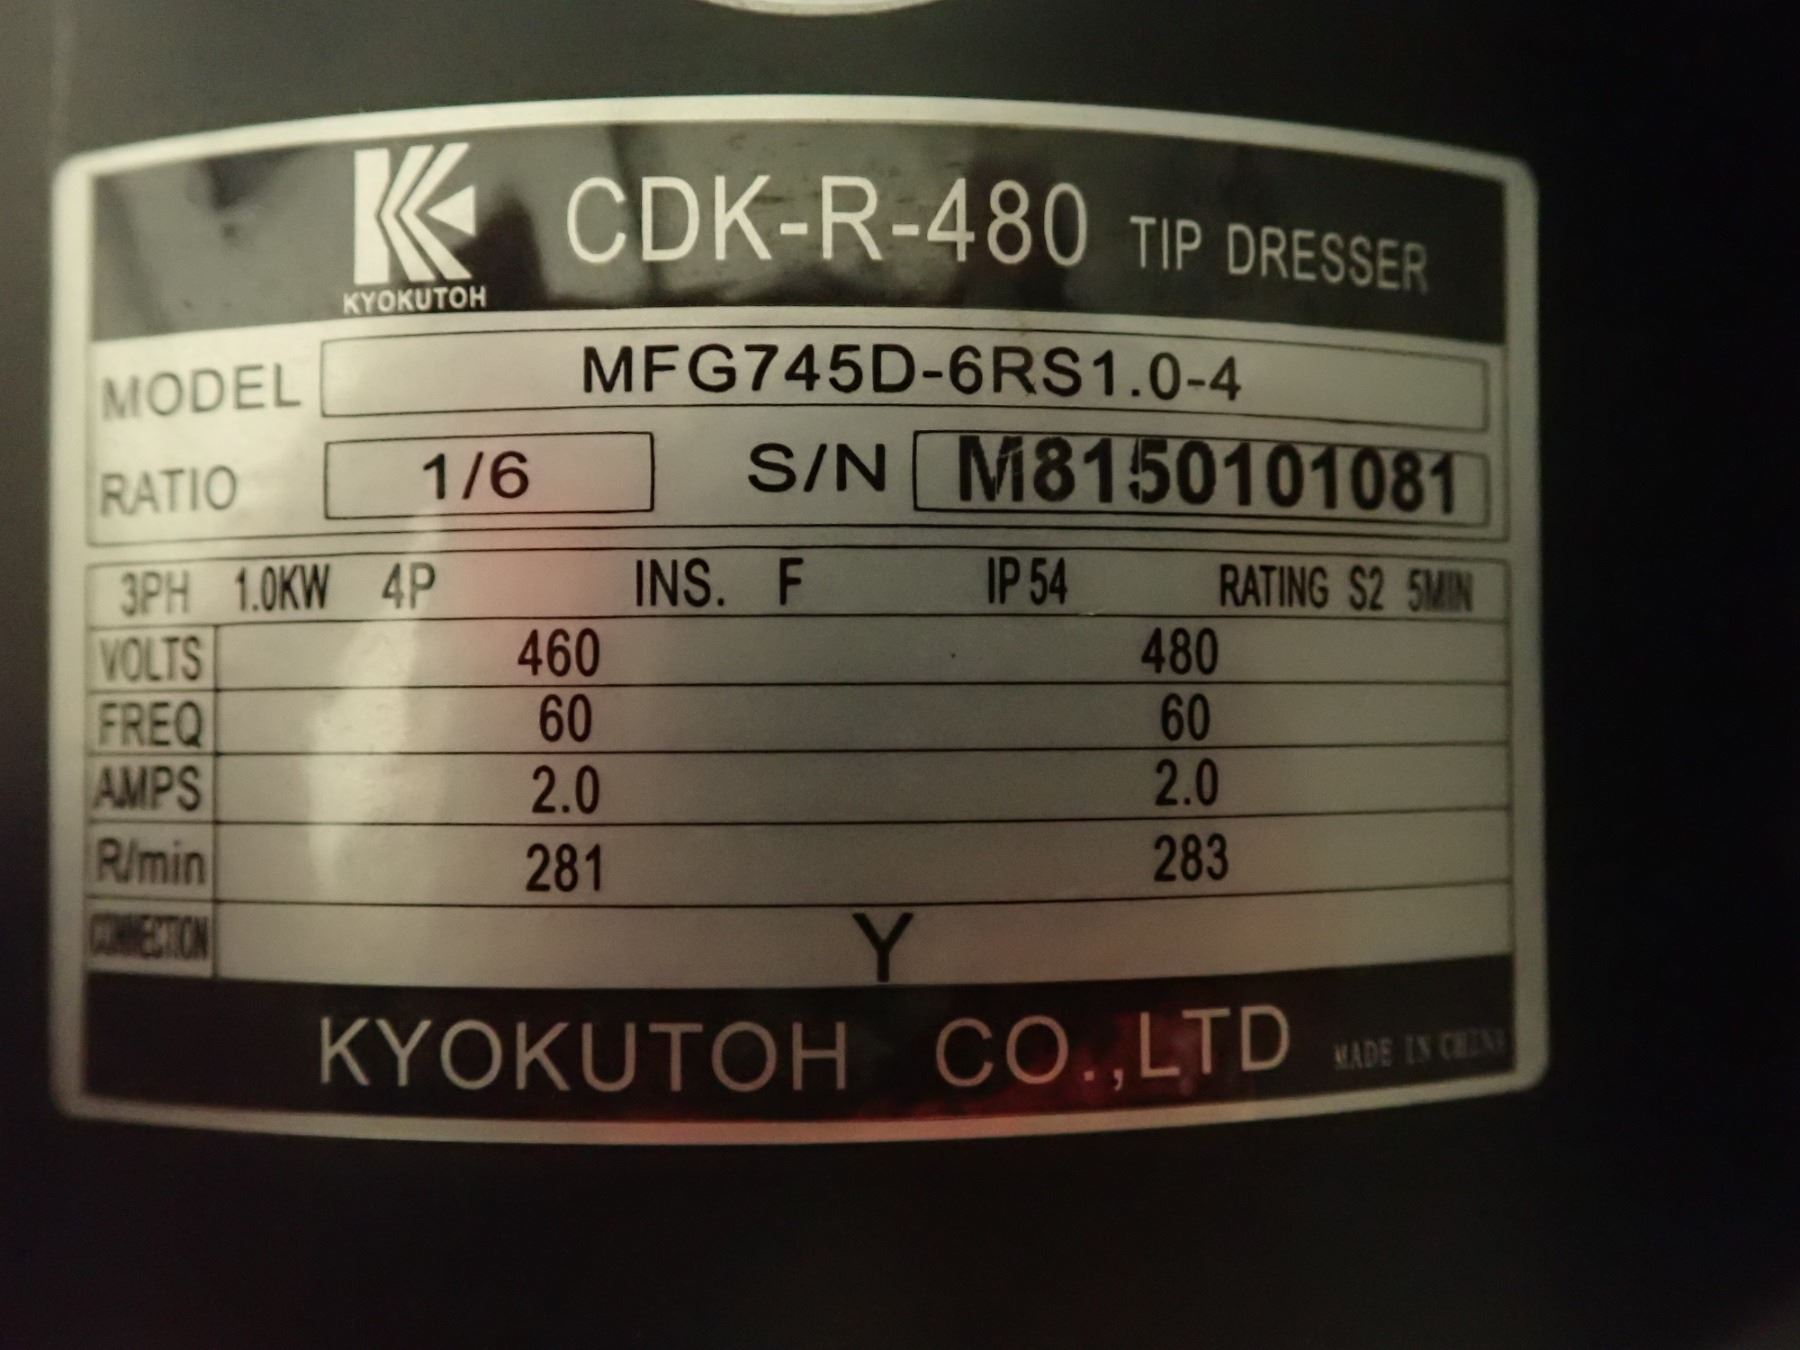 CDK-R-480 TIP DRESSER
KYOKUTOH
MODEL MFG745D-6RS1.0-4
RATIO 1/6 S/N M8150101081
3PH 1.0KW 4P INS. F IP54 RATING S2 5MIN
VOLTS 460 480
FREQ 60 60
AMPS 2.0 2.0
R/min 281 283
CONNECTION Y
KYOKUTOH CO.,LTD MADE IN CHINA